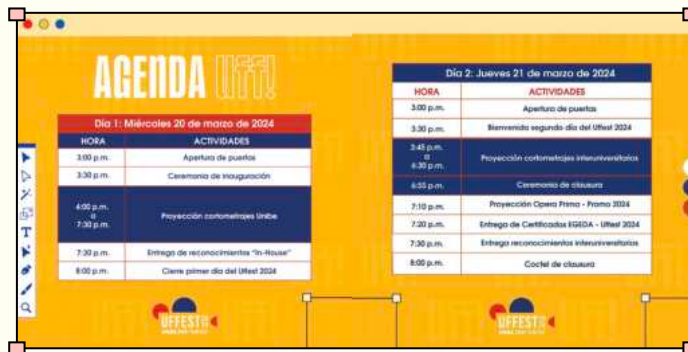 AGENDA Uff!
Día 1: Miércoles 20 de marzo de 2024
HORA ACTIVIDADES
3:00 p.m. Apertura de puertas
3:30 p.m. Ceremonia de inauguración
4:00 p.m.
a
7:30 p.m.
Proyección cortometrajes Unibe
7:30 p.m. Entrega de reconocimientos "In-House"
8:00 p.m. Cierre primer día del Uffest 2024
UFFEST
Día 2: Jueves 21 de marzo de 2024
HORA ACTIVIDADES
3:00 p.m. Apertura de puertas
3:30 p.m. Bienvenida segundo día del Uffest 2024
3:45 p.m.
a
6:30 p.m.
Proyección cortometrajes interuniversitarios
6:55 p.m. Ceremonia de clausura
7:10 p.m. Proyección Opera Prima - Promo 2024
7:20 p.m. Entrega de Certificados EGEDA - Uffest 2024
7:30 p.m. Entrega reconocimientos interuniversitarios
8:00 p.m. Coctel de clausura
UFFEST